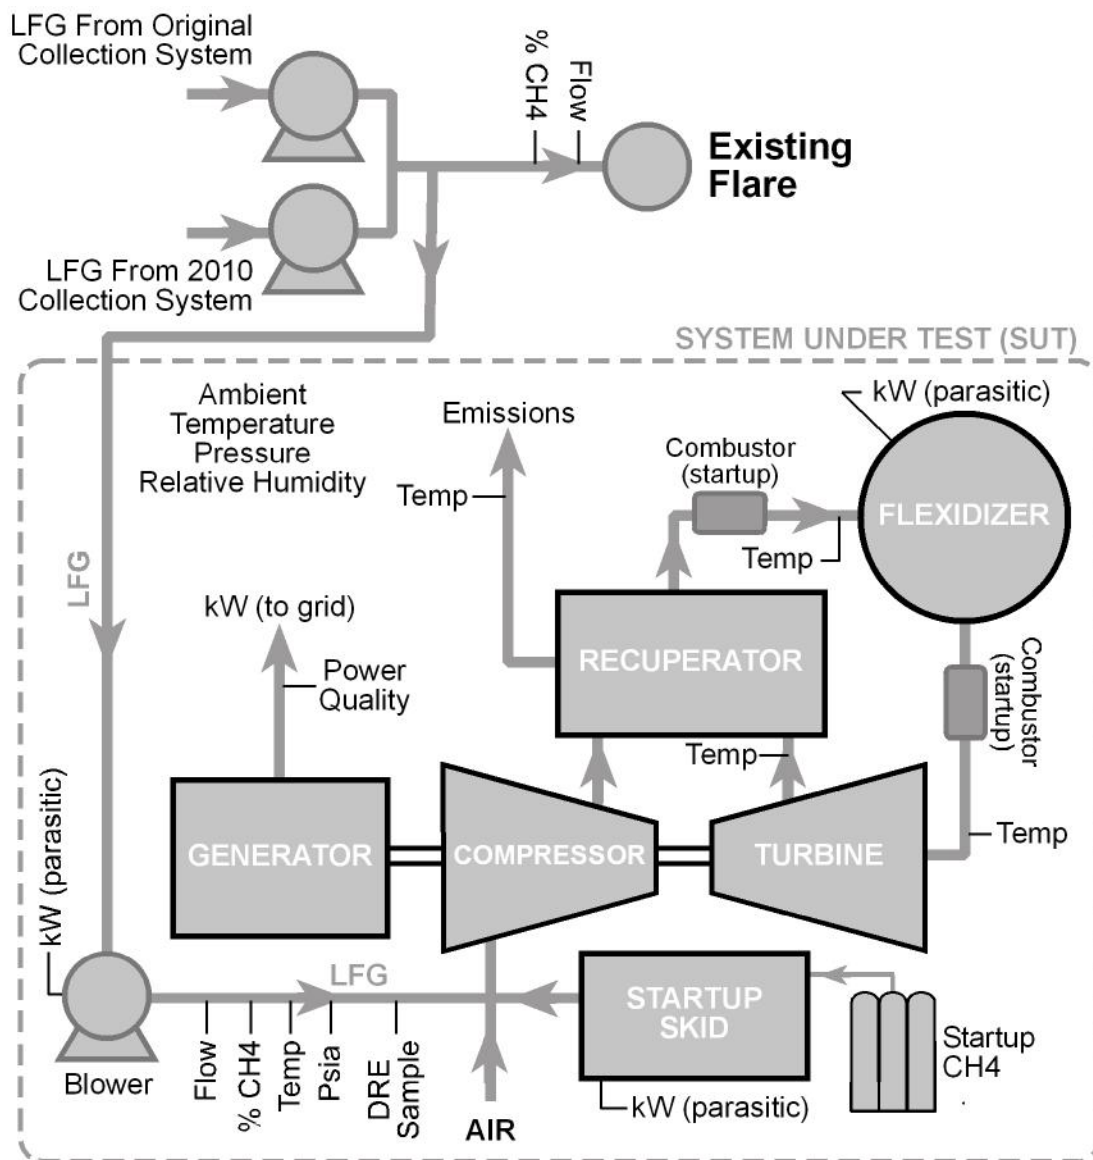 LFG From Original
Collection System
% CH4
Flow
Existing
Flare
LFG From 2010
Collection System
SYSTEM UNDER TEST (SUT)
Ambient
Temperature
Pressure
Relative Humidity
Emissions
Temp
Combustor
(startup)
kW (parasitic)
FLEXIDIZER
Temp
LFG
kW (to grid)
Power
Quality
RECUPERATOR
Combustor
(startup)
Temp
kW (parasitic)
GENERATOR
COMPRESSOR
TURBINE
Temp
LFG
STARTUP
SKID
Startup
CH4
Blower
Flow
% CH4
Temp
Psia
DRE
Sample
AIR
kW (parasitic)